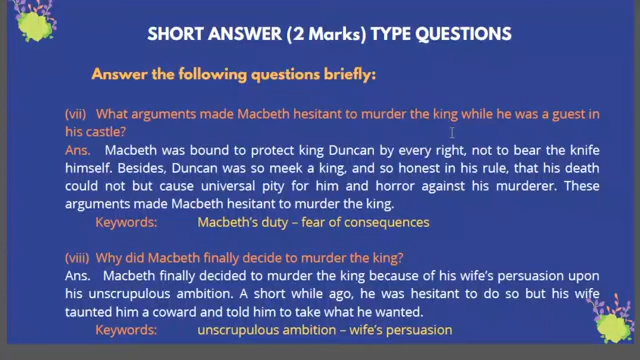 SHORT ANSWER (2 Marks) TYPE QUESTIONS
Answer the following questions briefly:
(vii) What arguments made Macbeth hesitant to murder the king while he was a guest in
his castle?
Ans. Macbeth was bound to protect king Duncan by every right, not to bear the knife
himself. Besides, Duncan was so meek a king, and so honest in his rule, that his death
could not but cause universal pity for him and horror against his murderer. These
arguments made Macbeth hesitant to murder the king.
Keywords: Macbeth's duty – fear of consequences
(viii) Why did Macbeth finally decide to murder the king?
Ans. Macbeth finally decided to murder the king because of his wife's persuasion upon
his unscrupulous ambition. A short while ago, he was hesitant to do so but his wife
taunted him a coward and told him to take what he wanted.
Keywords: unscrupulous ambition – wife's persuasion